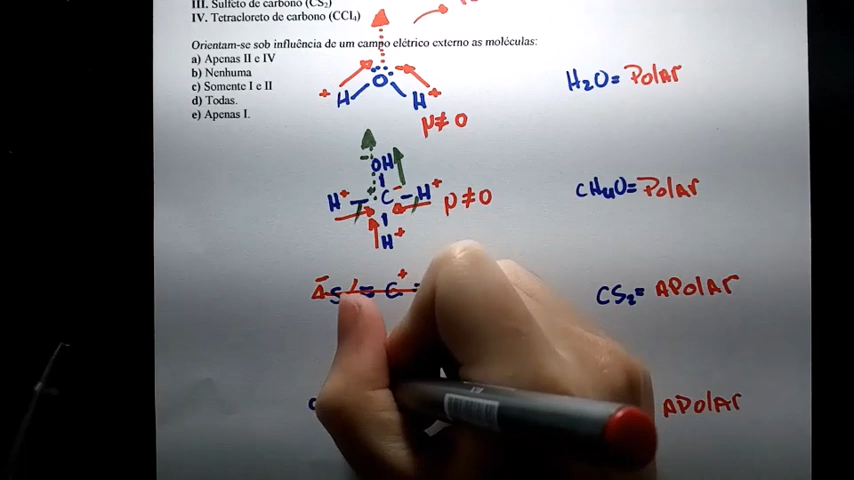 III. Sulfeto de carbono (CS₂)
IV. Tetracloreto de carbono (CCl₄)
Orientam-se sob influência de um campo elétrico externo as moléculas:
a) Apenas II e IV
b) Nenhuma
c) Somente I e II
d) Todas.
e) Apenas I.
O
+ H H +
μ≠0
H₂O= Polar
OH
H+ - C - - H+
μ≠0
H+
CH₄O= Polar
- S = C + =
CS₂= APolAr
APolAr